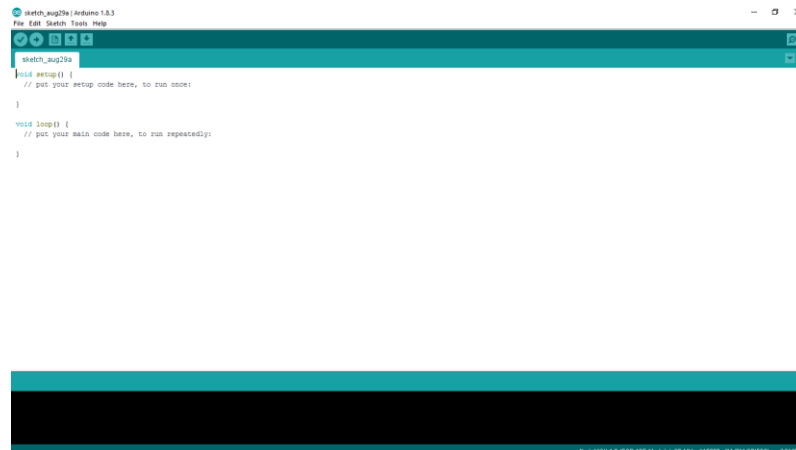 sketch_aug29a | Arduino 1.8.3
File Edit Sketch Tools Help
sketch_aug29a
void setup() {
// put your setup code here, to run once:
}
void loop() {
// put your main code here, to run repeatedly:
}